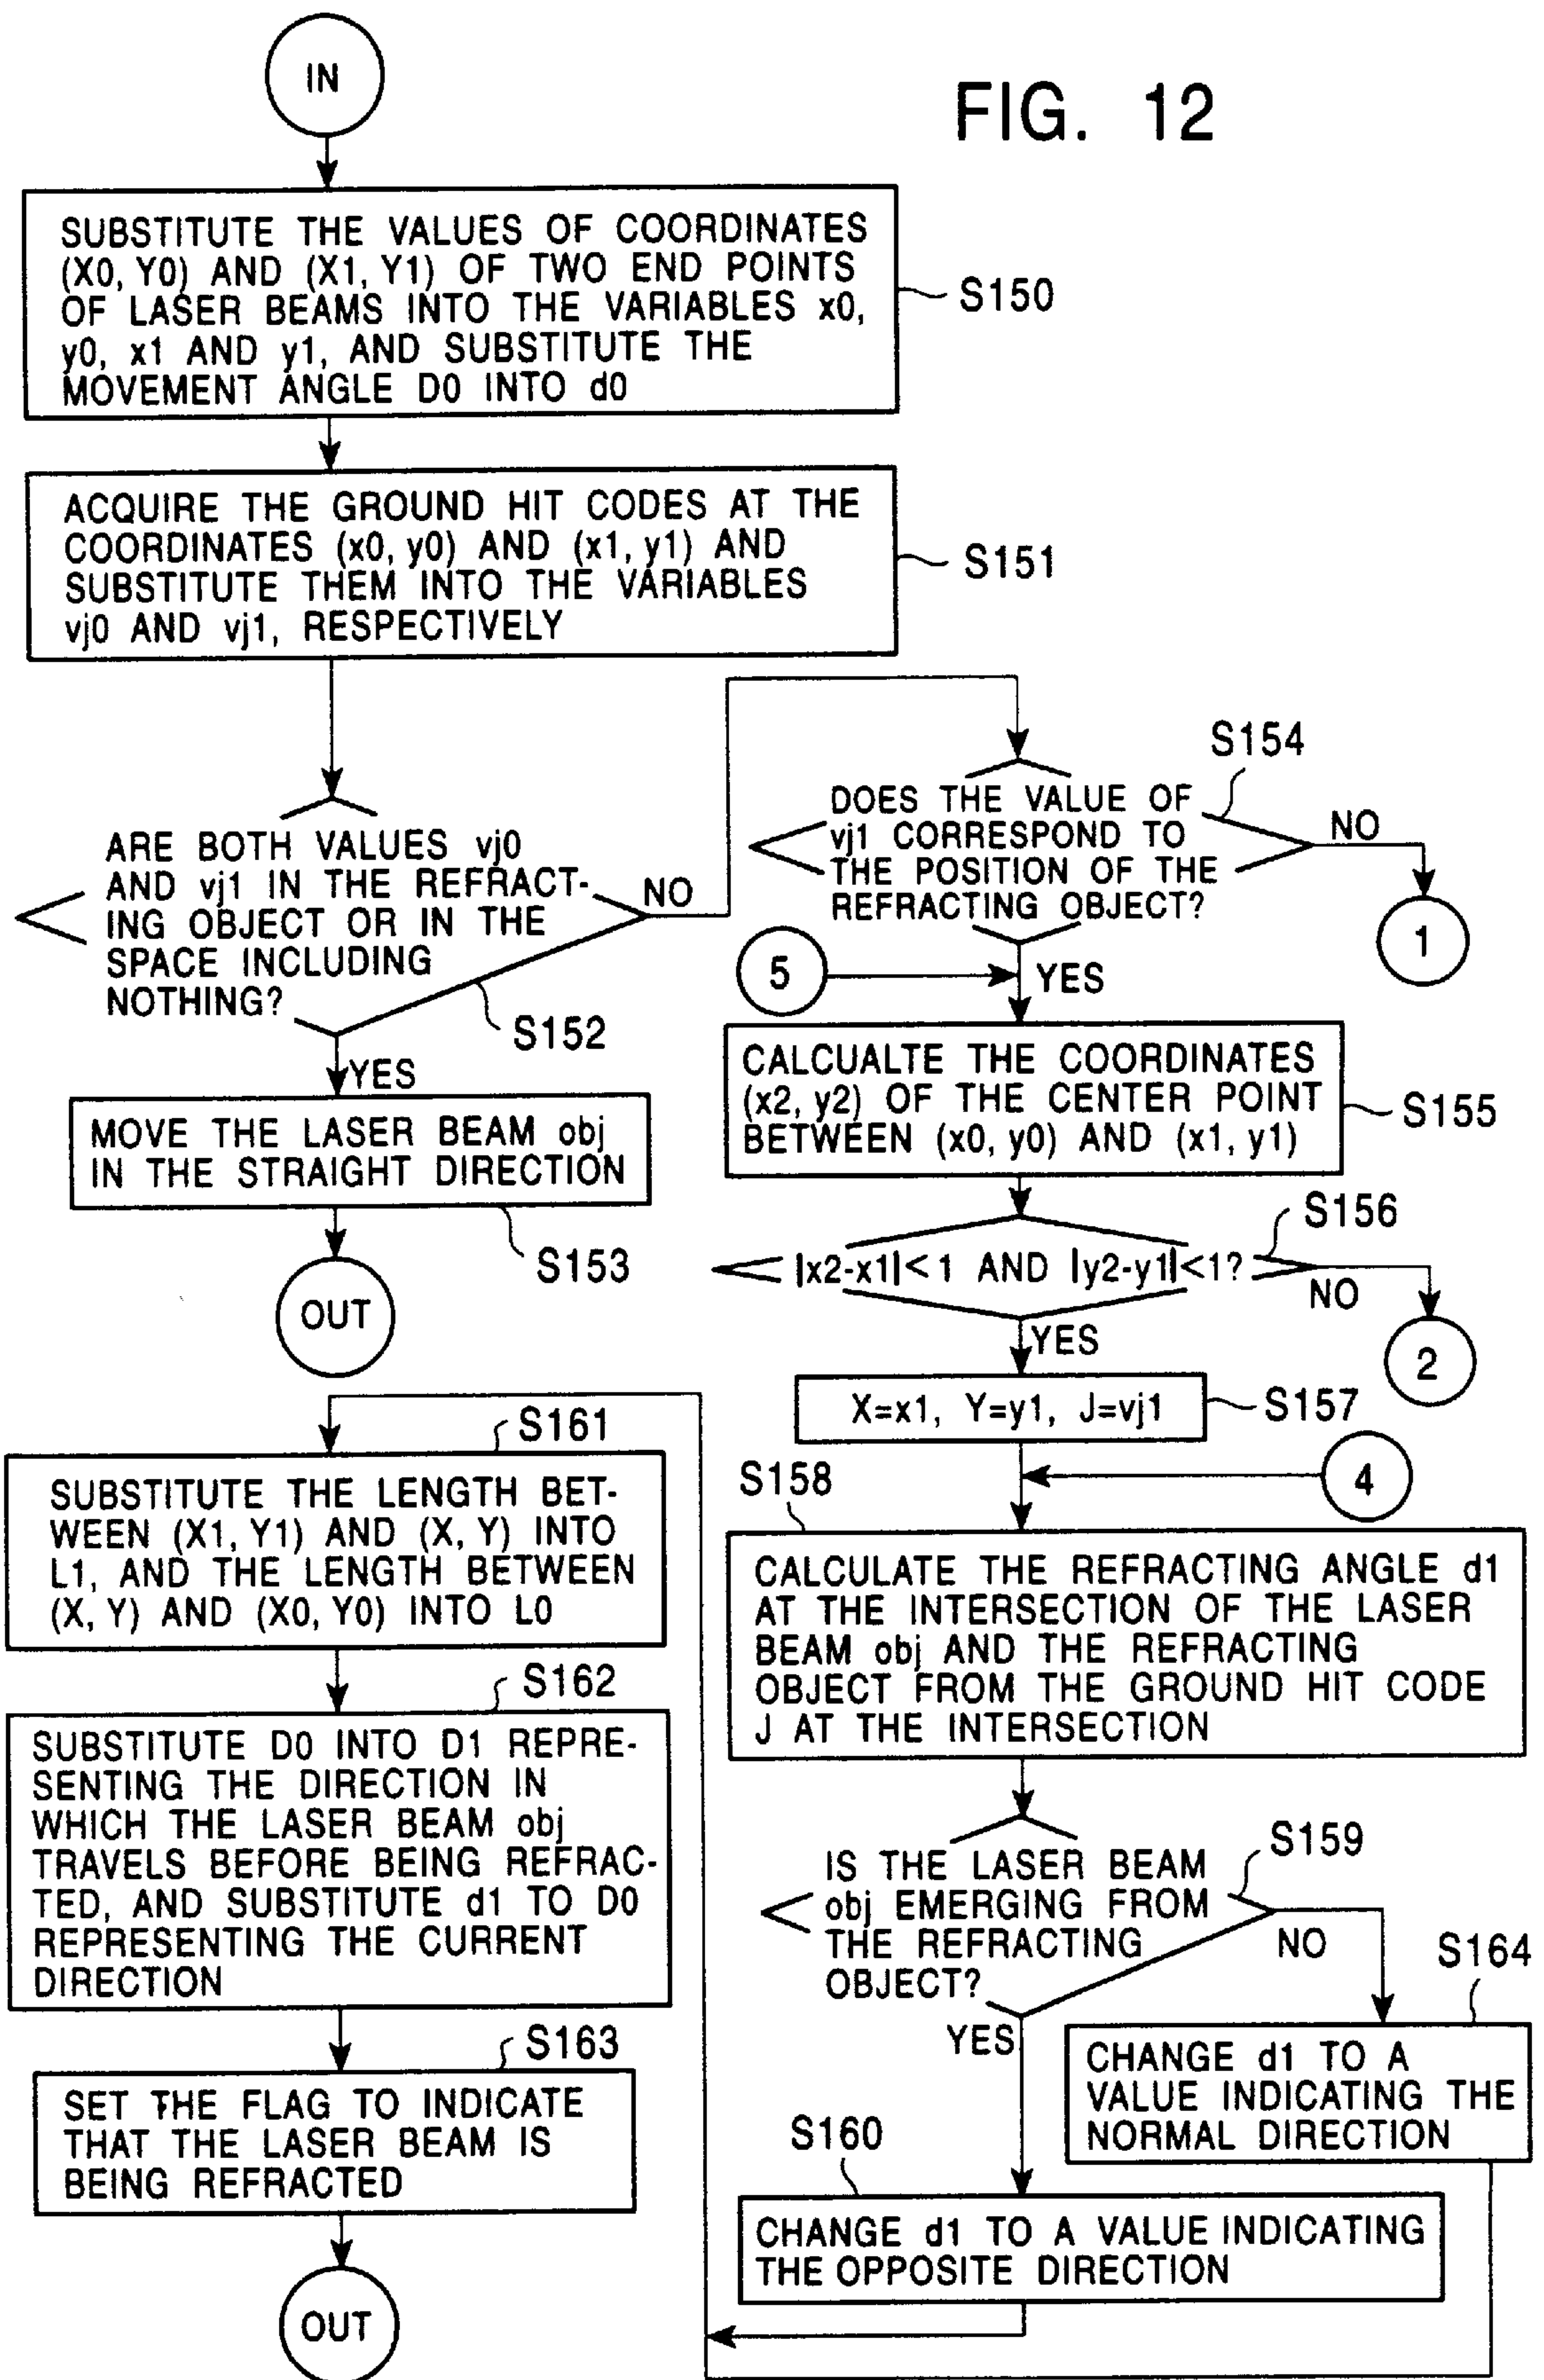 IN
FIG. 12
SUBSTITUTE THE VALUES OF COORDINATES
(X0, Y0) AND (X1, Y1) OF TWO END POINTS
OF LASER BEAMS INTO THE VARIABLES x0,
y0, x1 AND y1, AND SUBSTITUTE THE
MOVEMENT ANGLE D0 INTO d0
S150
ACQUIRE THE GROUND HIT CODES AT THE
COORDINATES (x0, y0) AND (x1, y1) AND
SUBSTITUTE THEM INTO THE VARIABLES
vj0 AND vj1, RESPECTIVELY
S151
ARE BOTH VALUES vj0
AND vj1 IN THE REFRACT-
ING OBJECT OR IN THE
SPACE INCLUDING
NOTHING?
NO
S152
YES
MOVE THE LASER BEAM obj
IN THE STRAIGHT DIRECTION
S153
OUT
S154
DOES THE VALUE OF
vj1 CORRESPOND TO
THE POSITION OF THE
REFRACTING OBJECT?
NO
1
5
YES
CALCUALTE THE COORDINATES
(x2, y2) OF THE CENTER POINT
BETWEEN (x0, y0) AND (x1, y1)
S155
S156
|x2-x1|<1 AND |y2-y1|<1?
NO
2
YES
X=x1, Y=y1, J=vj1
S157
4
S158
CALCULATE THE REFRACTING ANGLE d1
AT THE INTERSECTION OF THE LASER
BEAM obj AND THE REFRACTING
OBJECT FROM THE GROUND HIT CODE
J AT THE INTERSECTION
S159
IS THE LASER BEAM
obj EMERGING FROM
THE REFRACTING
OBJECT?
NO
YES
S164
CHANGE d1 TO A
VALUE INDICATING THE
NORMAL DIRECTION
S160
CHANGE d1 TO A VALUE INDICATING
THE OPPOSITE DIRECTION
S161
SUBSTITUTE THE LENGTH BET-
WEEN (X1, Y1) AND (X, Y) INTO
L1, AND THE LENGTH BETWEEN
(X, Y) AND (X0, Y0) INTO L0
S162
SUBSTITUTE D0 INTO D1 REPRE-
SENTING THE DIRECTION IN
WHICH THE LASER BEAM obj
TRAVELS BEFORE BEING REFRAC-
TED, AND SUBSTITUTE d1 TO D0
REPRESENTING THE CURRENT
DIRECTION
S163
SET THE FLAG TO INDICATE
THAT THE LASER BEAM IS
BEING REFRACTED
OUT